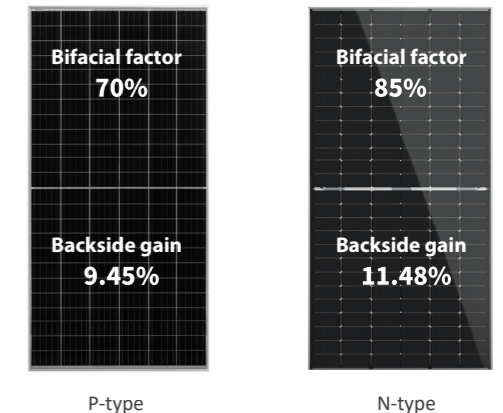 Bifacial factor
70%
Backside gain
9.45%
P-type
Bifacial factor
85%
Backside gain
11.48%
N-type